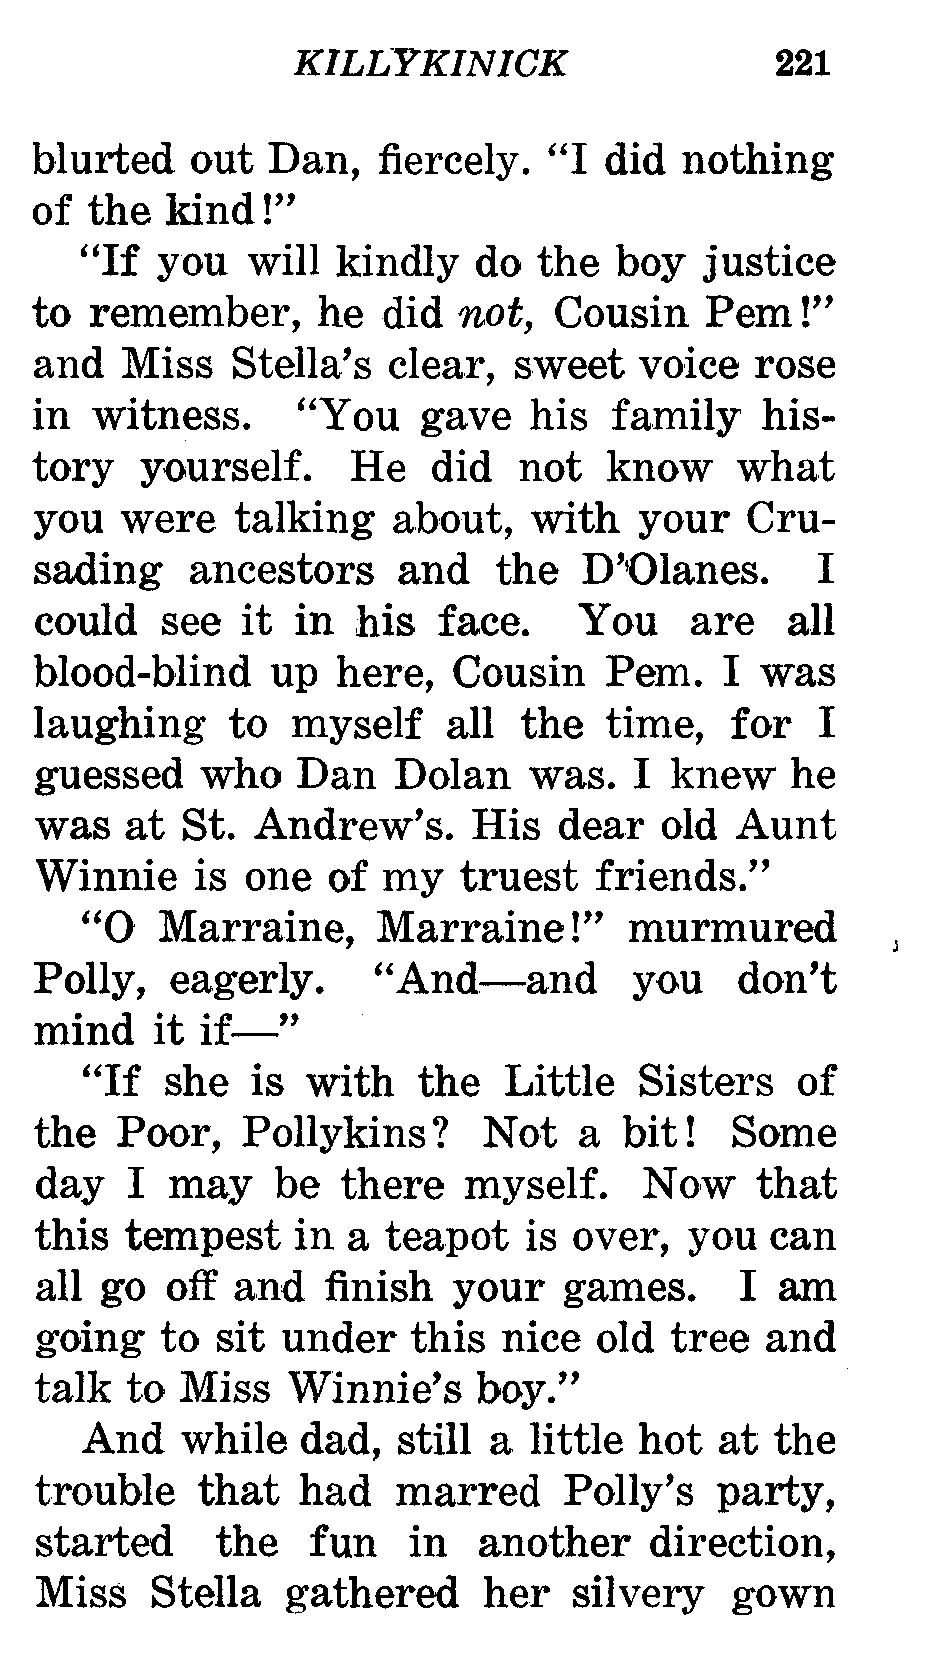 KILLYKINICK 221
blurted out Dan, fiercely. "I did nothing
of the kind!"
"If you will kindly do the boy justice
to remember, he did not, Cousin Pem!"
and Miss Stella's clear, sweet voice rose
in witness. "You gave his family his-
tory yourself. He did not know what
you were talking about, with your Cru-
sading ancestors and the D'Olanes. I
could see it in his face. You are all
blood-blind up here, Cousin Pem. I was
laughing to myself all the time, for I
guessed who Dan Dolan was. I knew he
was at St. Andrew's. His dear old Aunt
Winnie is one of my truest friends."
"O Marraine, Marraine!" murmured
Polly, eagerly. "And—and you don't
mind it if—"
"If she is with the Little Sisters of
the Poor, Pollykins? Not a bit! Some
day I may be there myself. Now that
this tempest in a teapot is over, you can
all go off and finish your games. I am
going to sit under this nice old tree and
talk to Miss Winnie's boy."
And while dad, still a little hot at the
trouble that had marred Polly's party,
started the fun in another direction,
Miss Stella gathered her silvery gown